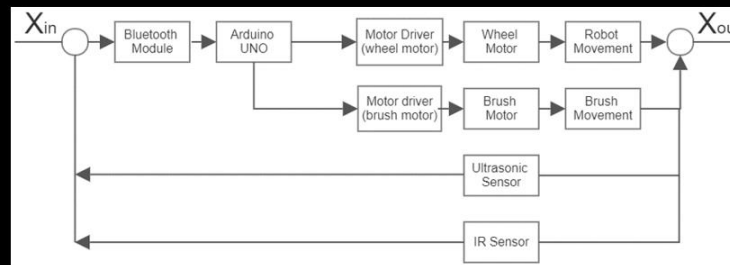 Xin
Bluetooth
Module
Arduino
UNO
Motor Driver
(wheel motor)
Wheel
Motor
Robot
Movement
Xou
Motor driver
(brush motor)
Brush
Motor
Brush
Movement
Ultrasonic
Sensor
IR Sensor